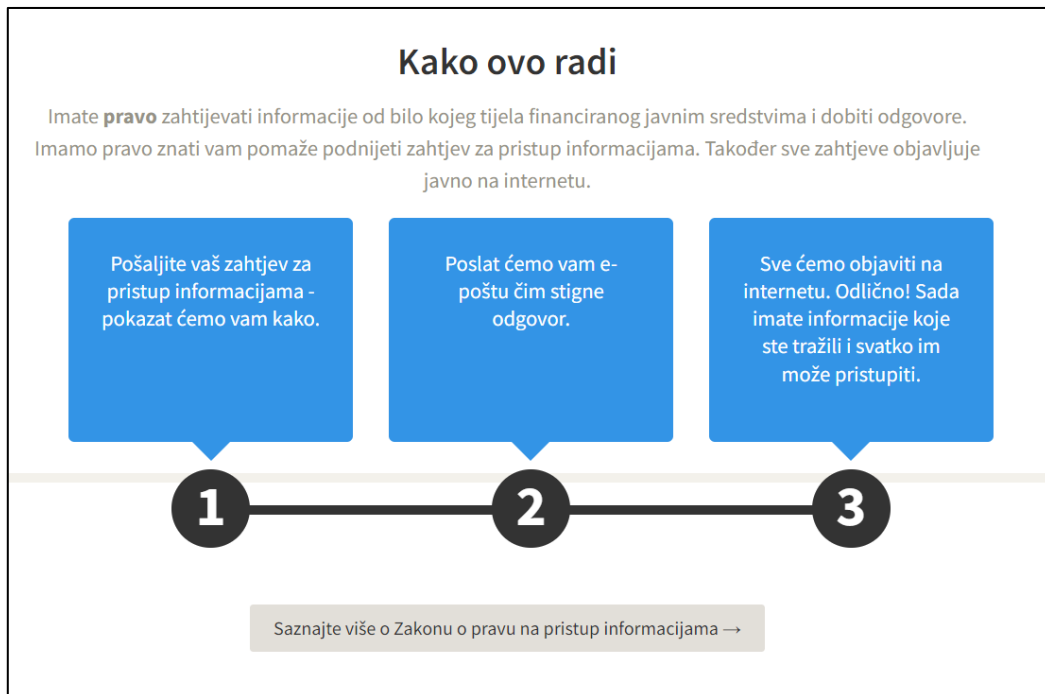 Kako ovo radi
Imate pravo zahtijevati informacije od bilo kojeg tijela financiranog javnim sredstvima i dobiti odgovore.
Imamo pravo znati vam pomaže podnijeti zahtjev za pristup informacijama. Također sve zahtjeve objavljuje
javno na internetu.
Pošaljite vaš zahtjev za
pristup informacijama -
pokazat ćemo vam kako.
Poslat ćemo vam e-
poštu čim stigne
odgovor.
Sve ćemo objaviti na
internetu. Odlično! Sada
imate informacije koje
ste tražili i svatko im
može pristupiti.
1
2
3
Saznajte više o Zakonu o pravu na pristup informacijama →